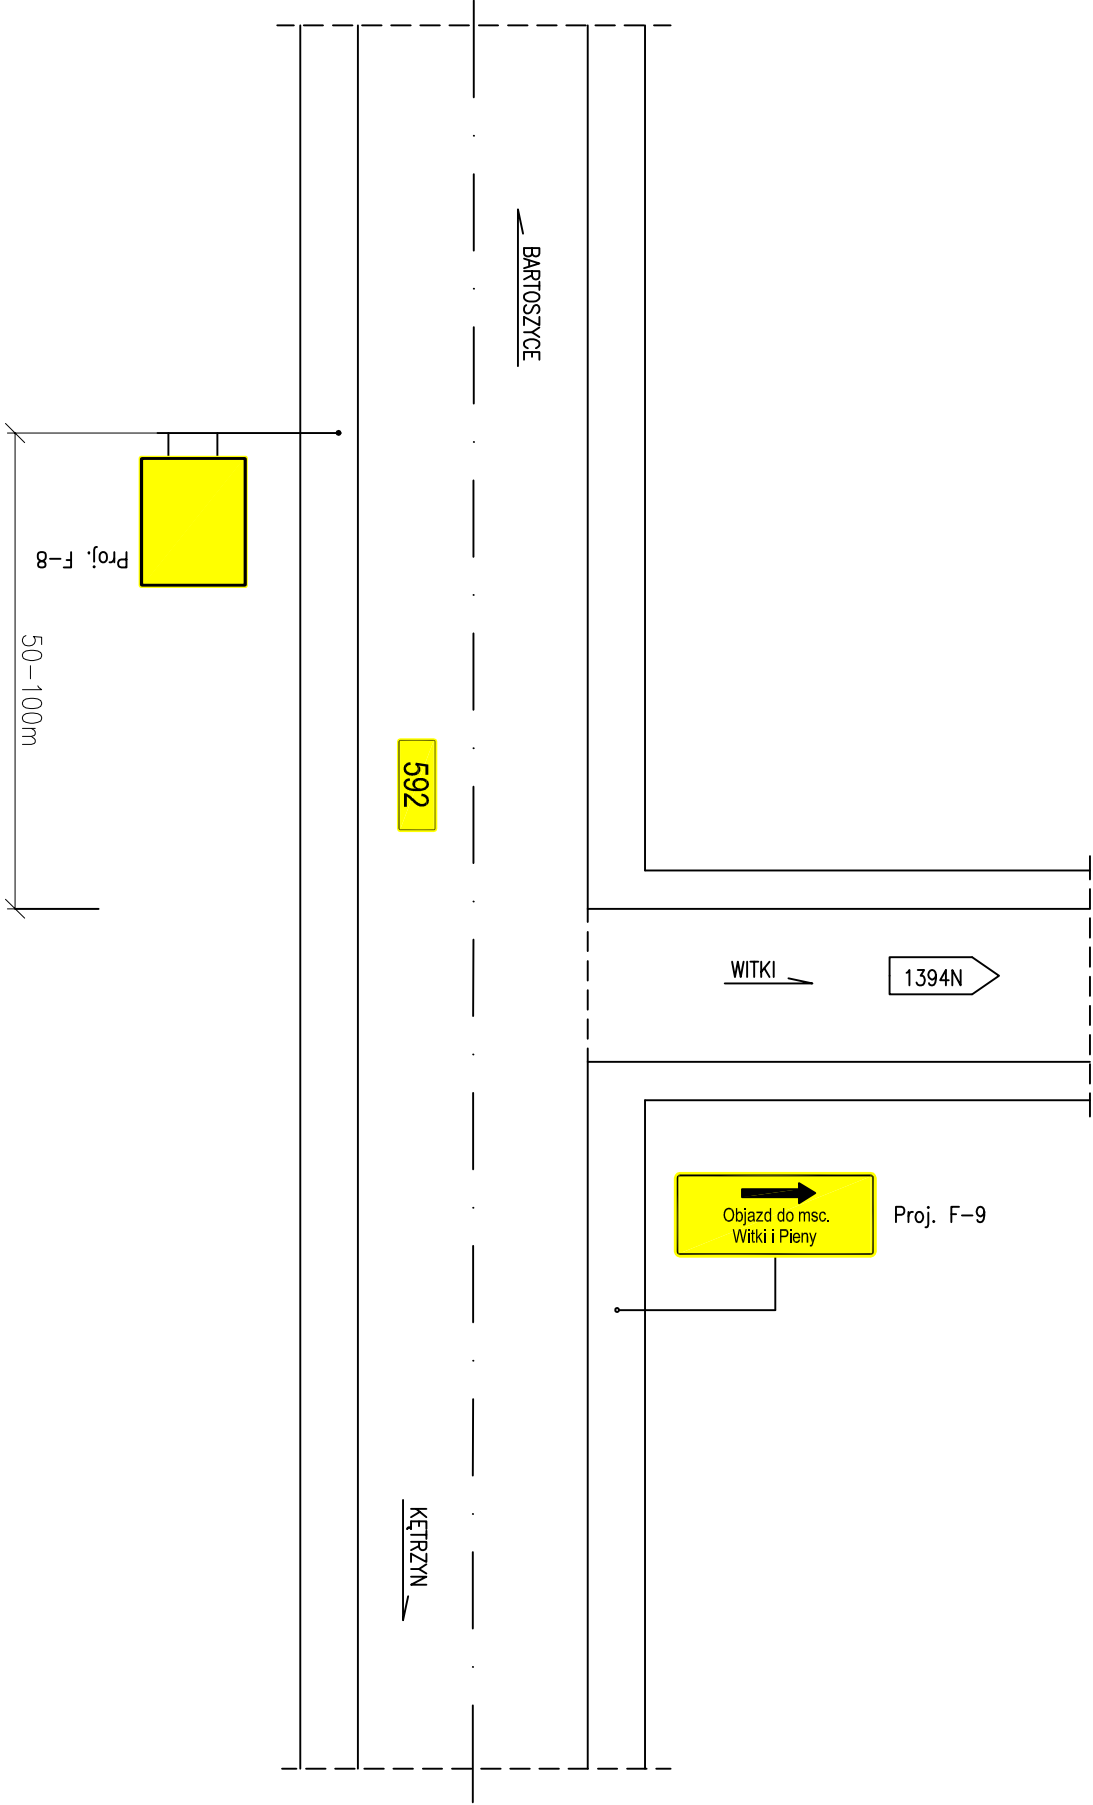 BARTOSZYCE
Proj. F-8
50-100m
592
WITKI
1394N
Objazd do msc.
Witki i Pieny
Proj. F-9
KĘTRZYN